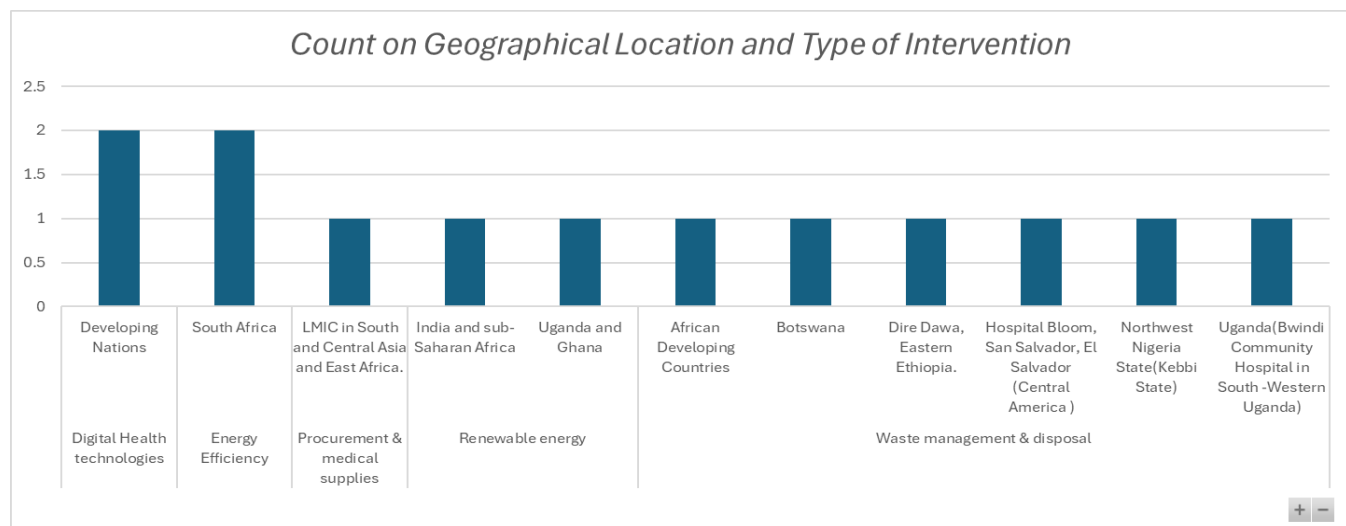 Count on Geographical Location and Type of Intervention
2.5
2
1.5
1
0.5
0
Developing
Nations
South Africa
LMIC in South
and Central Asia
and East Africa.
India and sub-
Saharan Africa
Uganda and
Ghana
African
Developing
Countries
Botswana
Dire Dawa,
Eastern
Ethiopia.
Hospital Bloom,
San Salvador, El
Salvador
(Central
America )
Northwest
Nigeria
State(Kebbi
State)
Uganda(Bwindi
Community
Hospital in
South -Western
Uganda)
Digital Health
technologies
Energy
Efficiency
Procurement &
medical
supplies
Renewable energy
Waste management & disposal
+ −